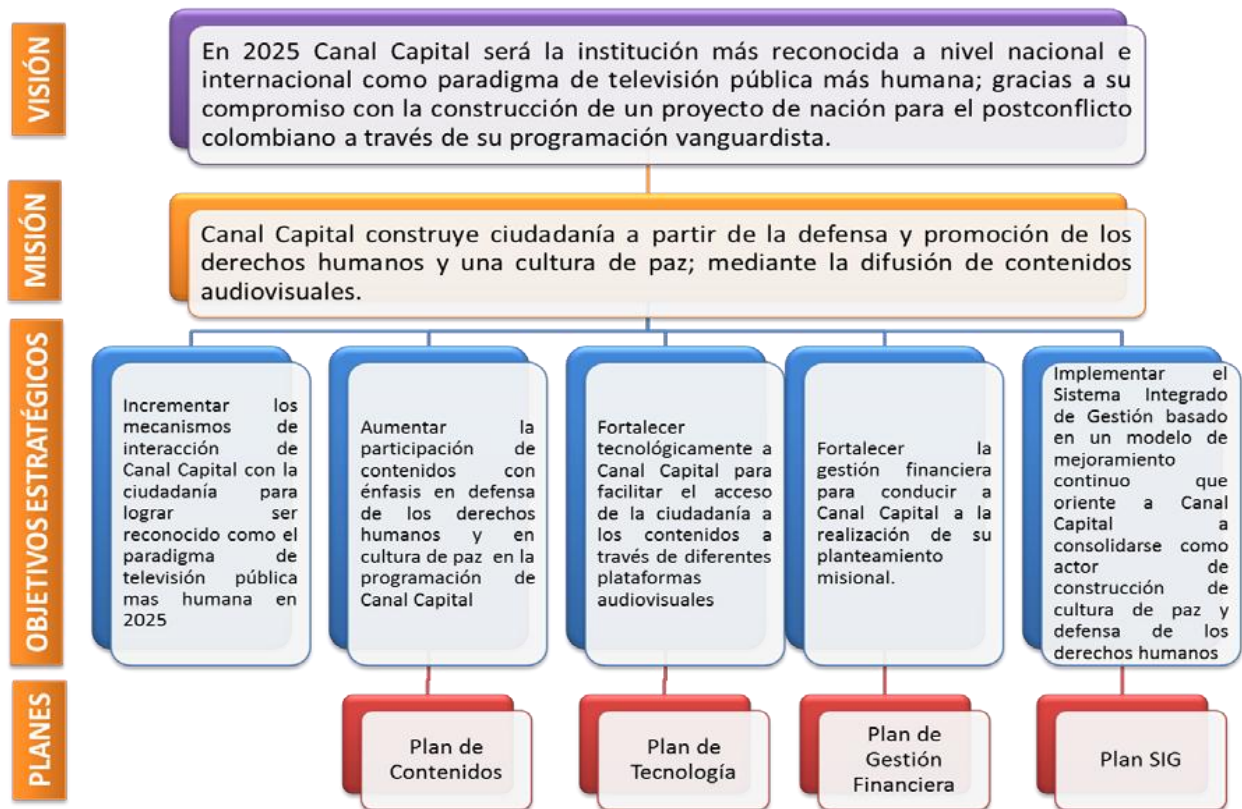 VISIÓN
En 2025 Canal Capital será la institución más reconocida a nivel nacional e
internacional como paradigma de televisión pública más humana; gracias a su
compromiso con la construcción de un proyecto de nación para el postconflicto
colombiano a través de su programación vanguardista.
MISIÓN
Canal Capital construye ciudadanía a partir de la defensa y promoción de los
derechos humanos y una cultura de paz; mediante la difusión de contenidos
audiovisuales.
OBJETIVOS ESTRATÉGICOS
Incrementar los
mecanismos de
interacción de
Canal Capital con la
ciudadanía para
lograr ser
reconocido como el
paradigma de
televisión pública
mas humana en
2025
Aumentar la
participación de
contenidos con
énfasis en defensa
de los derechos
humanos y en
cultura de paz en la
programación de
Canal Capital
Fortalecer
tecnológicamente a
Canal Capital para
facilitar el acceso
de la ciudadanía a
los contenidos a
través de diferentes
plataformas
audiovisuales
Fortalecer la
gestión financiera
para conducir a
Canal Capital a la
realización de su
planteamiento
misional.
Implementar el
Sistema Integrado
de Gestión basado
en un modelo de
mejoramiento
continuo que
oriente a Canal
Capital a
consolidarse como
actor de
construcción de
cultura de paz y
defensa de los
derechos humanos
PLANES
Plan de
Contenidos
Plan de
Tecnología
Plan de
Gestión
Financiera
Plan SIG